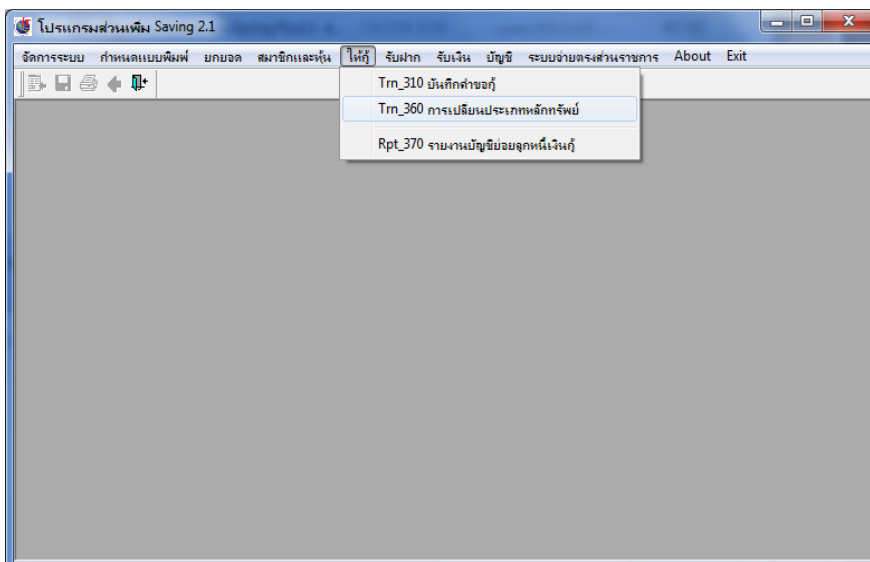 โปรแกรมส่วนเพิ่ม Saving 2.1
จัดการระบบ กำหนดแบบพิมพ์ ยกยอด สมาชิกและหุ้น ให้กู้ รับฝาก รับเงิน บัญชี ระบบจ่ายตรงส่วนราชการ About Exit
Trn_310 บันทึกคำขอกู้
Trn_360 การเปลี่ยนประเภทหลักทรัพย์
Rpt_370 รายงานบัญชีย่อยลูกหนี้เงินกู้